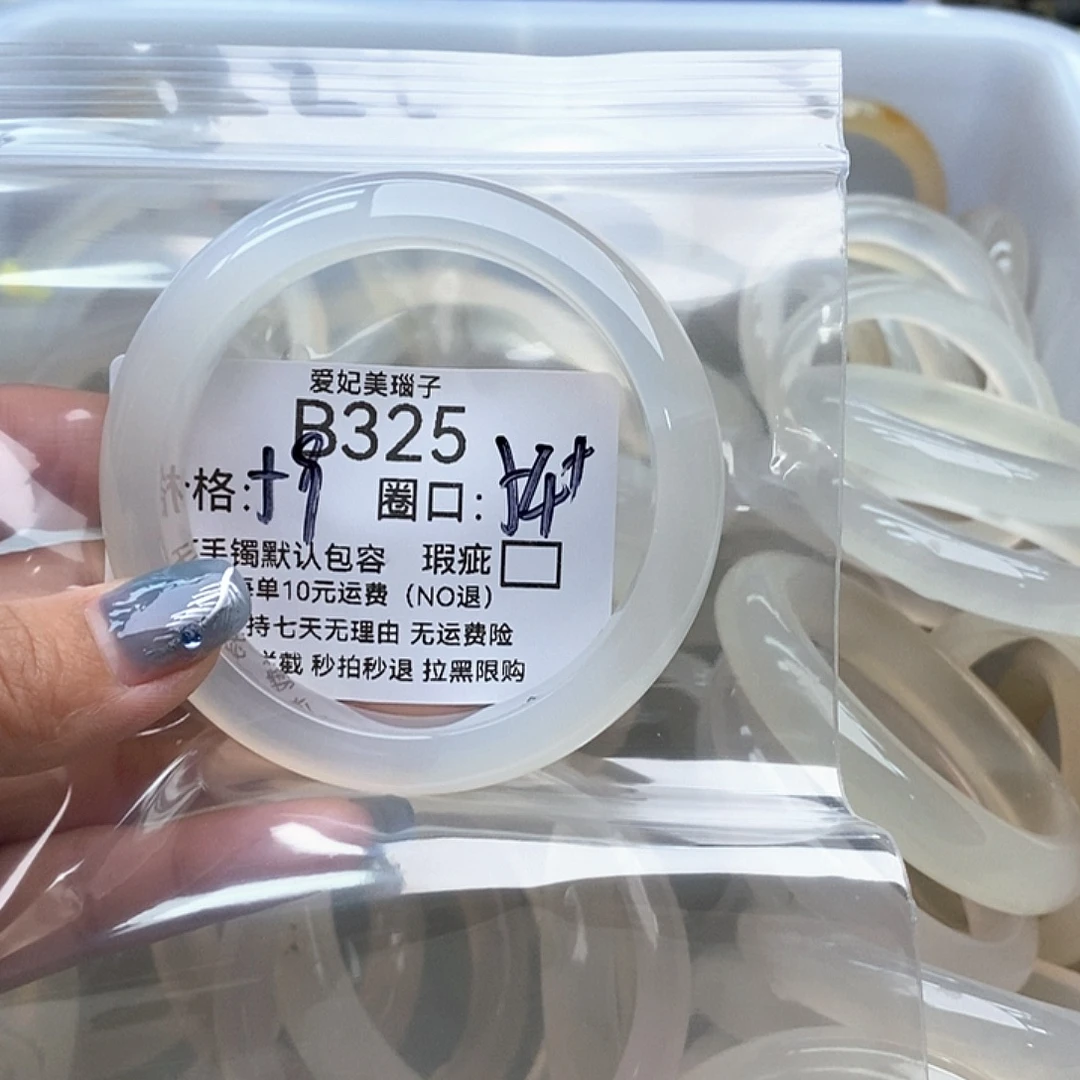 爱妃美瑙子
B325
格: 59 圈口: 54+
手镯默认包容 瑕疵
单10元运费（NO退）
持七天无理由 无运费险
截 秒拍秒退 拉黑限购